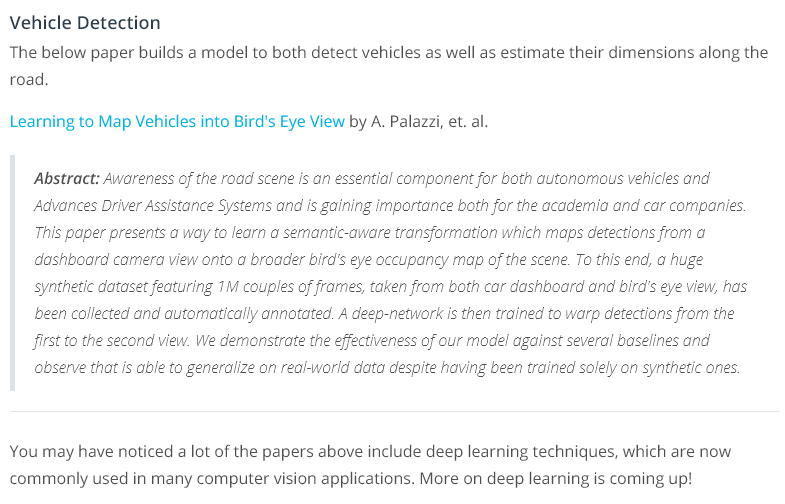 Vehicle Detection
The below paper builds a model to both detect vehicles as well as estimate their dimensions along the
road.
Learning to Map Vehicles into Bird's Eye View by A. Palazzi, et. al.
Abstract: Awareness of the road scene is an essential component for both autonomous vehicles and
Advances Driver Assistance Systems and is gaining importance both for the academia and car companies.
This paper presents a way to learn a semantic-aware transformation which maps detections from a
dashboard camera view onto a broader bird's eye occupancy map of the scene. To this end, a huge
synthetic dataset featuring 1M couples of frames, taken from both car dashboard and bird's eye view, has
been collected and automatically annotated. A deep-network is then trained to warp detections from the
first to the second view. We demonstrate the effectiveness of our model against several baselines and
observe that is able to generalize on real-world data despite having been trained solely on synthetic ones.
You may have noticed a lot of the papers above include deep learning techniques, which are now
commonly used in many computer vision applications. More on deep learning is coming up!